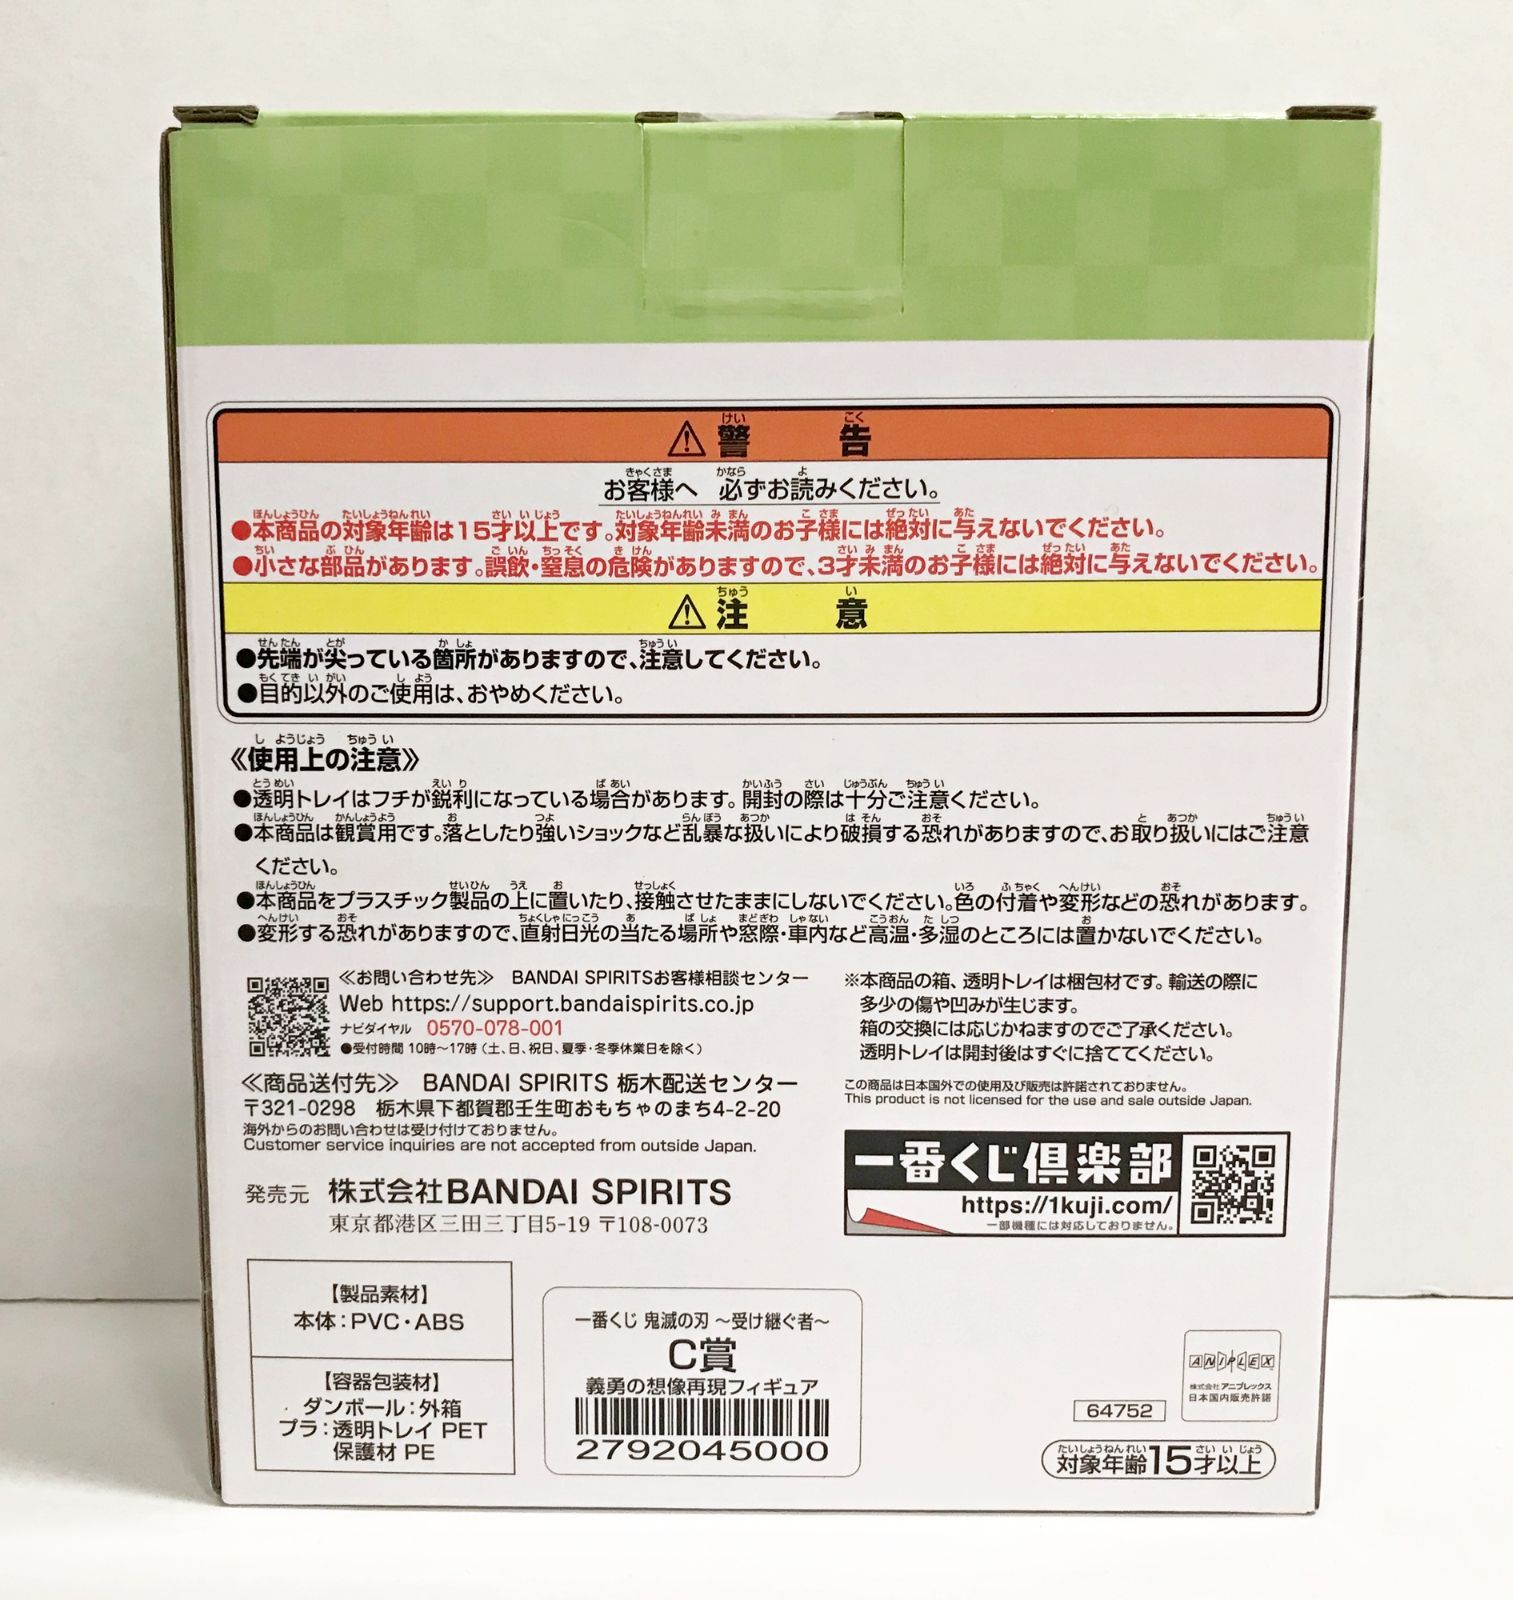 ⚠警告
お客様へ 必ずお読みください。
●本商品の対象年齢は15才以上です。対象年齢未満のお子様には絶対に与えないでください。
●小さな部品があります。誤飲・窒息の危険がありますので、3才未満のお子様には絶対に与えないでください。
⚠注意
●先端が尖っている箇所がありますので、注意してください。
●目的以外のご使用は、おやめください。
《使用上の注意》
●透明トレイはフチが鋭利になっている場合があります。開封の際は十分ご注意ください。
●本商品は観賞用です。落としたり強いショックなど乱暴な扱いにより破損する恐れがありますので、お取り扱いにはご注意
ください。
●本商品をプラスチック製品の上に置いたり、接触させたままにしないでください。色の付着や変形などの恐れがあります。
●変形する恐れがありますので、直射日光の当たる場所や窓際・車内など高温・多湿のところには置かないでください。
≪お問い合わせ先≫ BANDAI SPIRITSお客様相談センター
Web https://support.bandaispirits.co.jp
ナビダイヤル 0570-078-001
●受付時間 10時〜17時（土、日、祝日、夏季・冬季休業日を除く）
≪商品送付先≫ BANDAI SPIRITS 栃木配送センター
〒321-0298 栃木県下都賀郡壬生町おもちゃのまち4-2-20
海外からのお問い合わせは受け付けておりません。
Customer service inquiries are not accepted from outside Japan.
発売元 株式会社BANDAI SPIRITS
東京都港区三田三丁目5-19 〒108-0073
※本商品の箱、透明トレイは梱包材です。輸送の際に
多少の傷や凹みが生じます。
箱の交換には応じかねますのでご了承ください。
透明トレイは開封後はすぐに捨ててください。
この商品は日本国外での使用及び販売は許諾されておりません。
This product is not licensed for the use and sale outside Japan.
一番くじ倶楽部
https://1kuji.com/
一部機種には対応しておりません。
【製品素材】
本体：PVC・ABS
【容器包装材】
ダンボール：外箱
プラ：透明トレイ PET
保護材 PE
一番くじ 鬼滅の刃 〜受け継ぐ者〜
C賞
義勇の想像再現フィギュア
2792045000
ANIPLEX
株式会社アニプレックス
日本国内販売許諾
64752
対象年齢15才以上